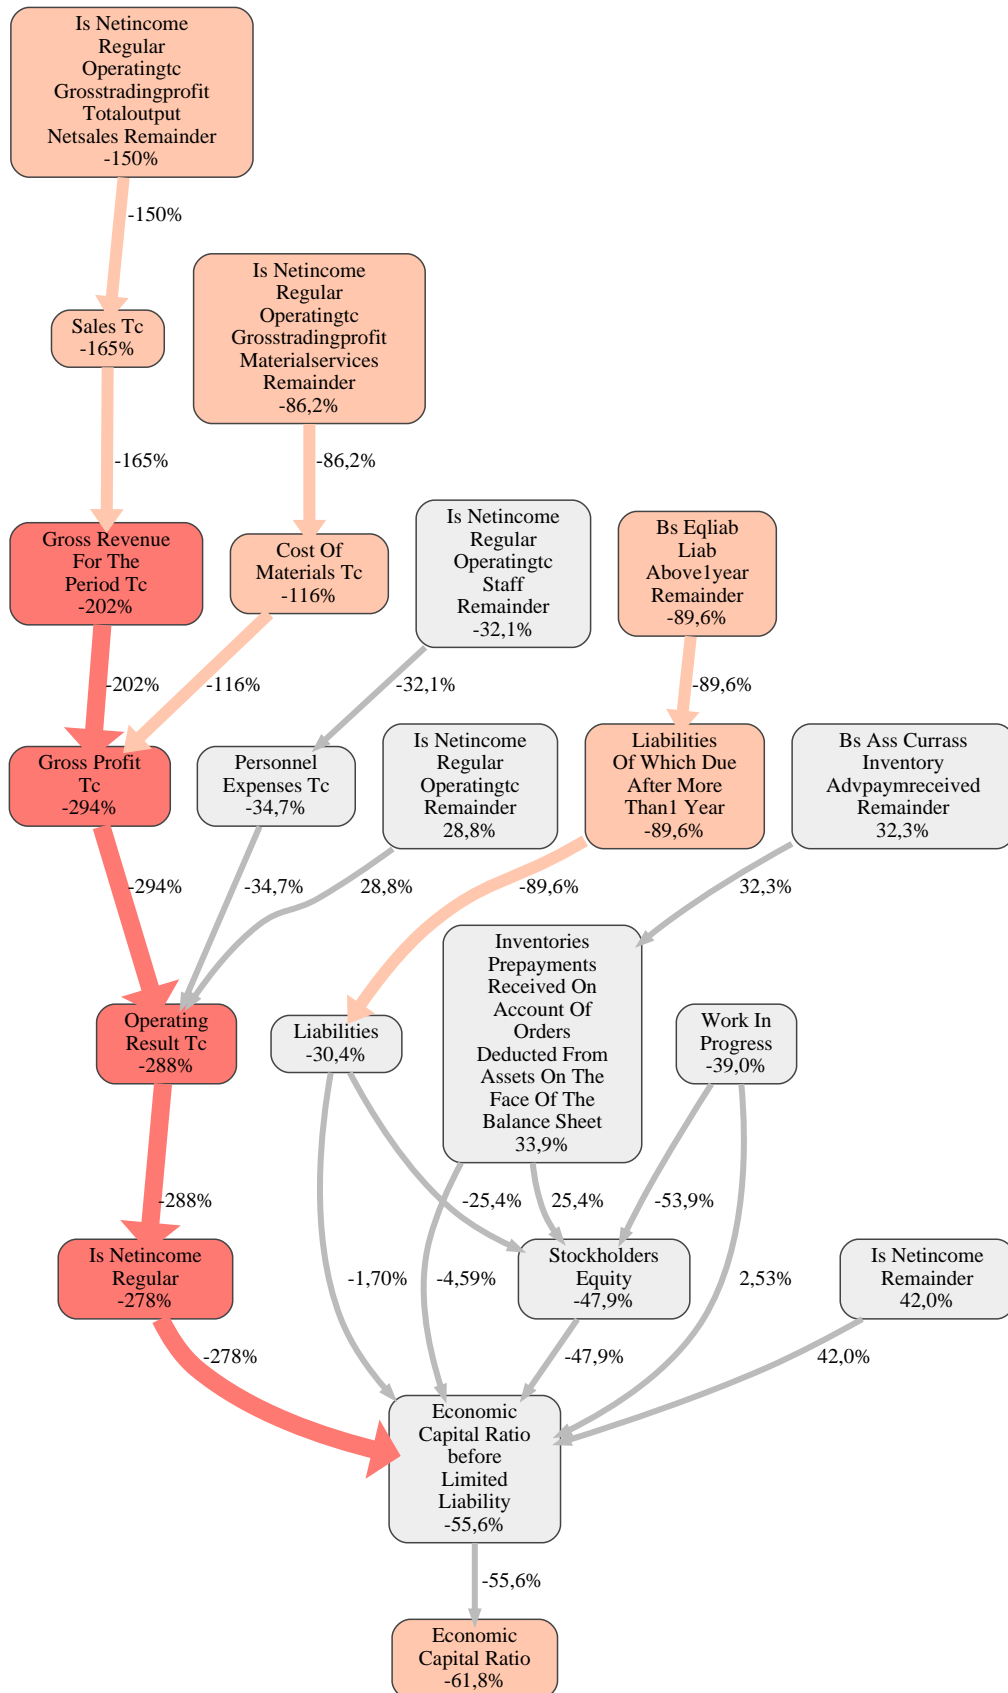 Is Netincome
Regular
Operatingtc
Grosstradingprofit
Totaloutput
Netsales Remainder
-150%
-150%
Is Netincome
Regular
Operatingtc
Grosstradingprofit
Materialservices
Remainder
-86,2%
Sales Tc
-165%
-165%
-86,2%
Is Netincome
Regular
Operatingtc
Staff
Remainder
-32,1%
Bs Eqliab
Liab
Above1year
Remainder
-89,6%
Gross Revenue
For The
Period Tc
-202%
Cost Of
Materials Tc
-116%
-202%
-116%
-32,1%
-89,6%
Gross Profit
Tc
-294%
Personnel
Expenses Tc
-34,7%
Is Netincome
Regular
Operatingtc
Remainder
28,8%
Liabilities
Of Which Due
After More
Than1 Year
-89,6%
Bs Ass Currass
Inventory
Advpaymreceived
Remainder
32,3%
-294%
-34,7%
28,8%
-89,6%
32,3%
Inventories
Prepayments
Received On
Account Of
Orders
Deducted From
Assets On The
Face Of The
Balance Sheet
33,9%
Operating
Result Tc
-288%
Liabilities
-30,4%
Work In
Progress
-39,0%
-288%
-25,4%
25,4%
-53,9%
Is Netincome
Regular
-278%
-1,70%
-4,59%
Stockholders
Equity
-47,9%
2,53%
Is Netincome
Remainder
42,0%
-278%
-47,9%
42,0%
Economic
Capital Ratio
before
Limited
Liability
-55,6%
-55,6%
Economic
Capital Ratio
-61,8%